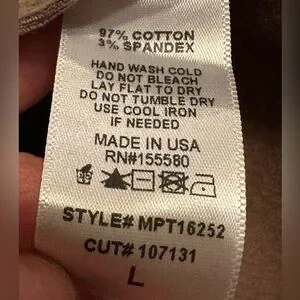 97% COTTON
3% SPANDEX
HAND WASH COLD
DO NOT BLEACH
LAY FLAT TO DRY
DO NOT TUMBLE DRY
USE COOL IRON
IF NEEDED
MADE IN USA
RN#155580
STYLE# MPT16252
CUT# 107131
L